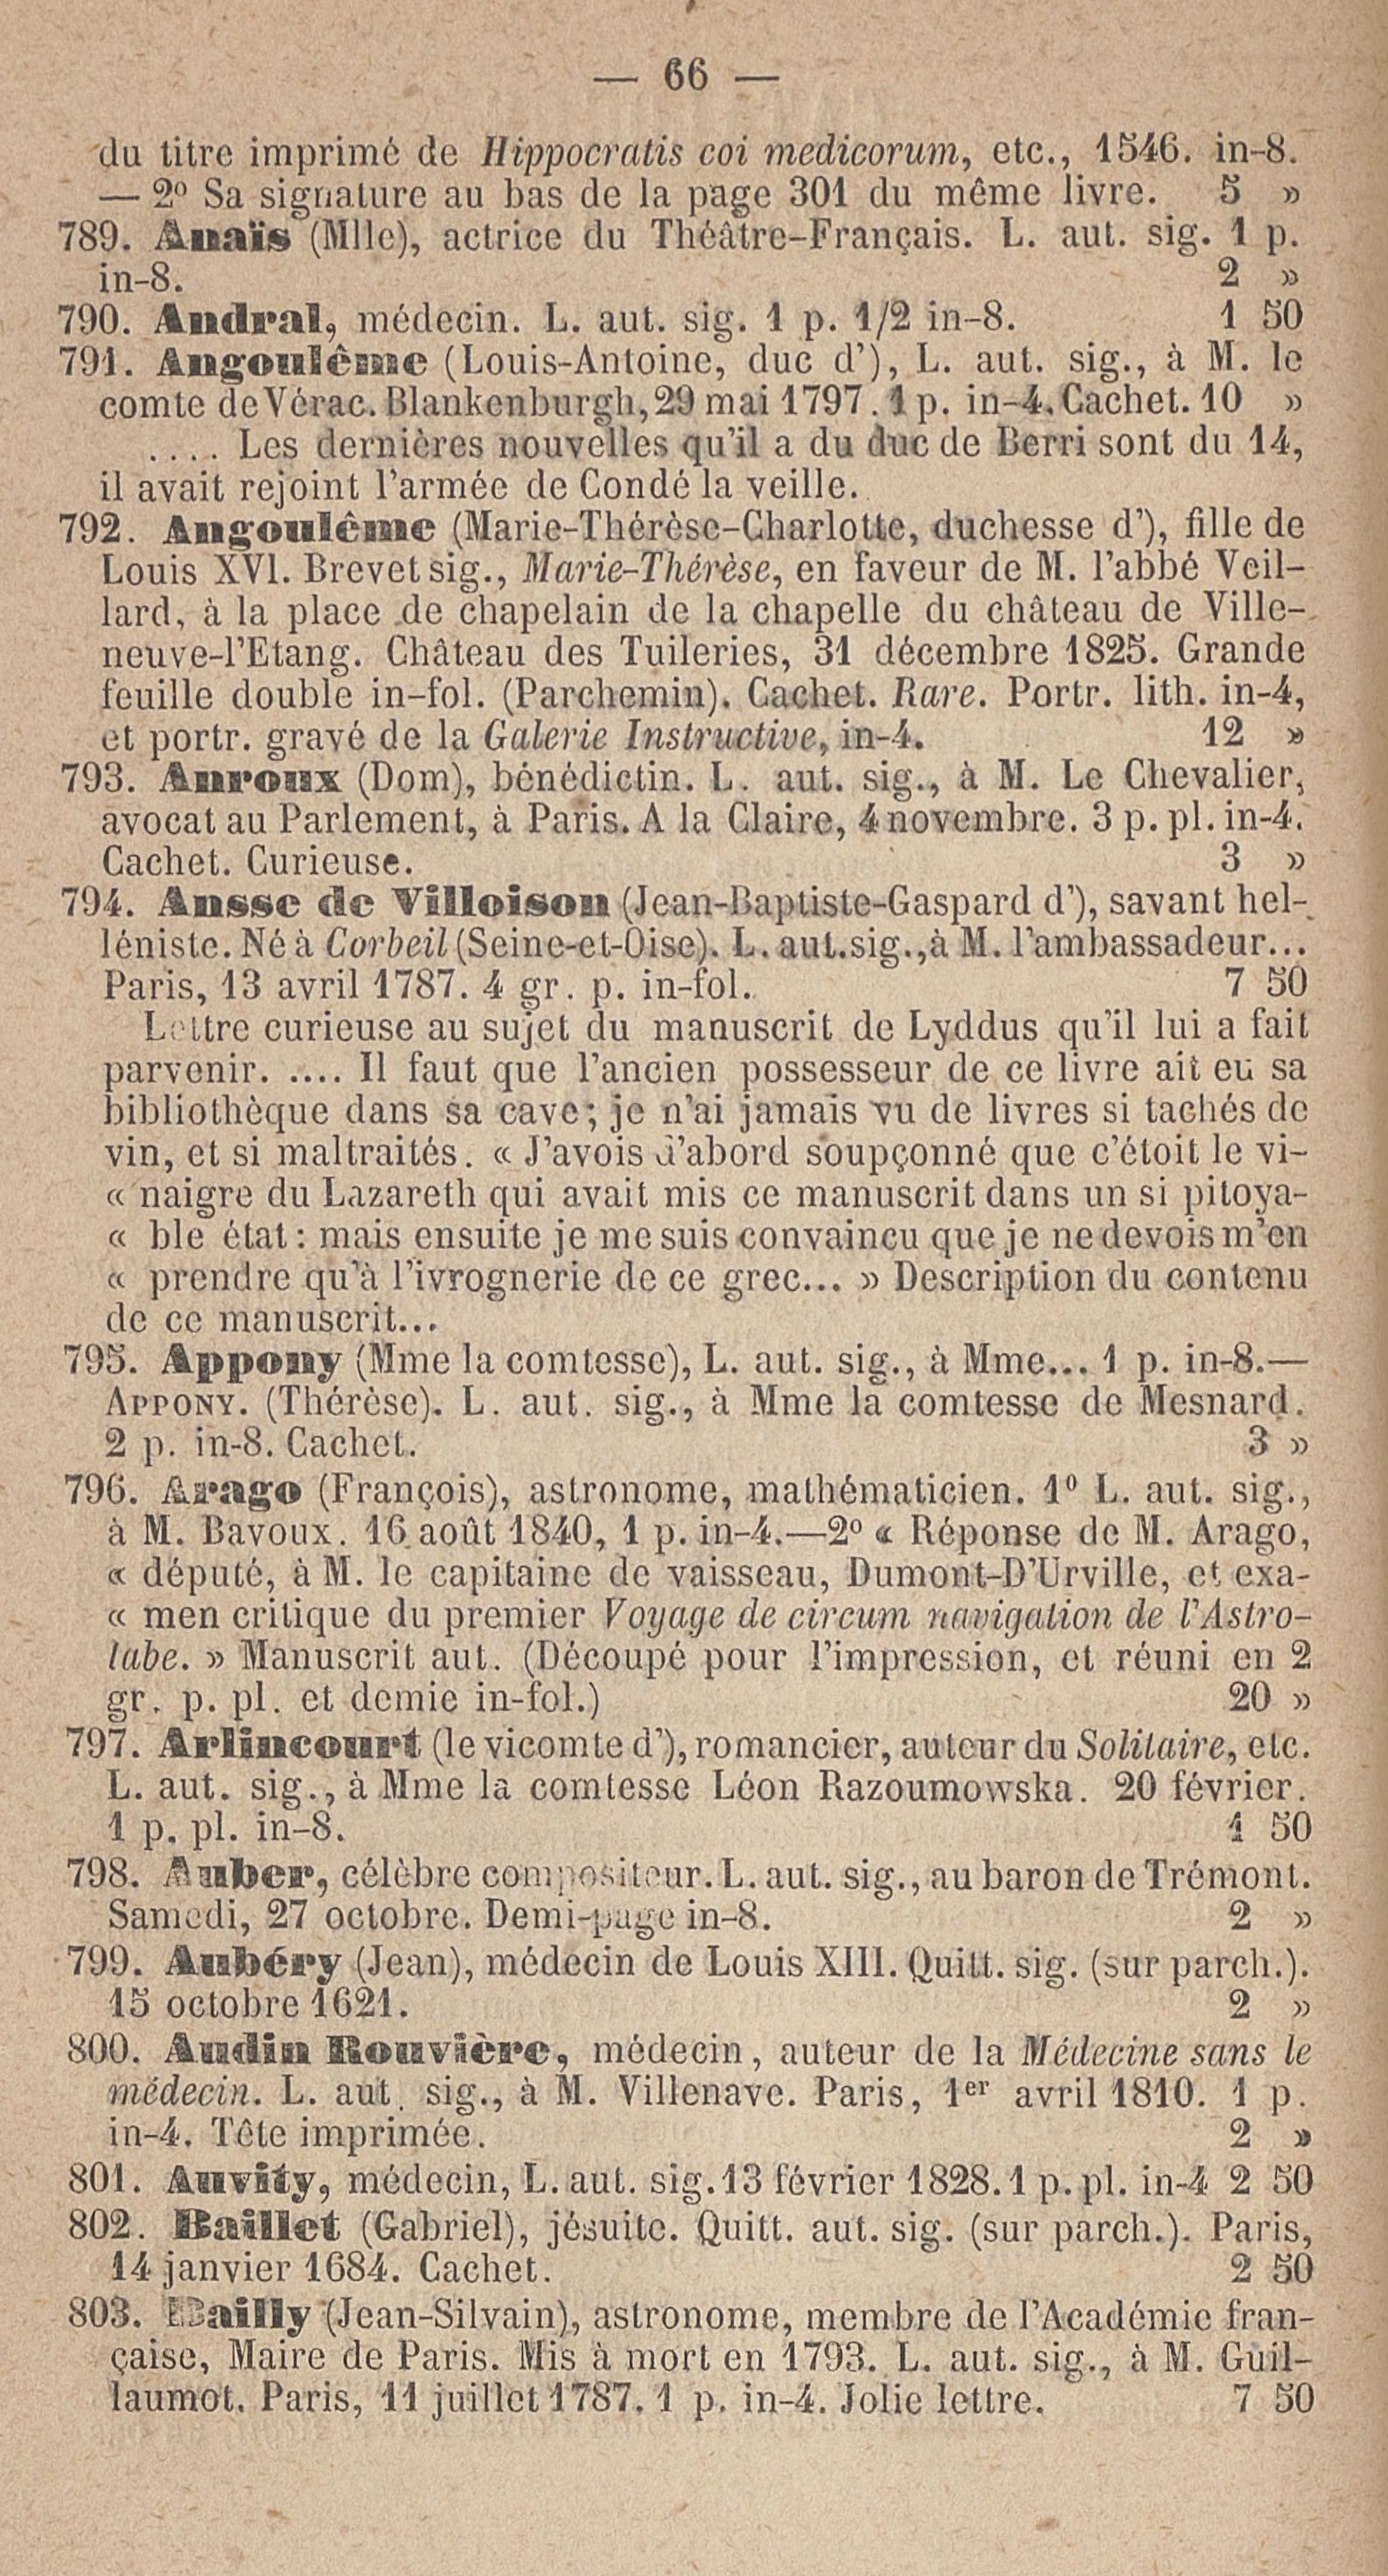 — 66 —
du titre imprimé de Hippocratis coi medicorum, etc., 1546. in-8.
— 2º Sa signature au bas de la page 301 du même livre. 5 »
789. Anaïs (Mlle), actrice du Théâtre-Français. L. aut. sig. 1 p.
in-8. 2 »
790. Andral, médecin. L. aut. sig. 1 p. 1/2 in-8. 1 50
791. Angoulême (Louis-Antoine, duc d'), L. aut. sig., à M. le
comte de Vérac. Blankenburgh, 29 mai 1797. 1 p. in-4. Cachet. 10 »
.... Les dernières nouvelles qu'il a du duc de Berri sont du 14,
il avait rejoint l'armée de Condé la veille.
792. Angoulême (Marie-Thérèse-Charlotte, duchesse d'), fille de
Louis XVI. Brevet sig., Marie-Thérèse, en faveur de M. l'abbé Veil-
lard, à la place de chapelain de la chapelle du château de Ville-
neuve-l'Etang. Château des Tuileries, 31 décembre 1825. Grande
feuille double in-fol. (Parchemin). Cachet. Rare. Portr. lith. in-4,
et portr. gravé de la Galerie Instructive, in-4. 12 »
793. Anroux (Dom), bénédictin. L. aut. sig., à M. Le Chevalier,
avocat au Parlement, à Paris. A la Claire, 4 novembre. 3 p. pl. in-4.
Cachet. Curieuse. 3 »
794. Ansse de Villoison (Jean-Baptiste-Gaspard d'), savant hel-
léniste. Né à Corbeil (Seine-et-Oise). L. aut. sig., à M. l'ambassadeur...
Paris, 13 avril 1787. 4 gr. p. in-fol. 7 50
Lettre curieuse au sujet du manuscrit de Lyddus qu'il lui a fait
parvenir. .... Il faut que l'ancien possesseur de ce livre ait eu sa
bibliothèque dans sa cave; je n'ai jamais vu de livres si tachés de
vin, et si maltraités. « J'avois d'abord soupçonné que c'étoit le vi-
« naigre du Lazareth qui avait mis ce manuscrit dans un si pitoya-
« ble état : mais ensuite je me suis convaincu que je ne devois m'en
« prendre qu'à l'ivrognerie de ce grec... » Description du contenu
de ce manuscrit...
795. Appony (Mme la comtesse), L. aut. sig., à Mme... 1 p. in-8.—
APPONY. (Thérèse). L. aut. sig., à Mme la comtesse de Mesnard.
2 p. in-8. Cachet. 3 »
796. Arago (François), astronome, mathématicien. 1º L. aut. sig.,
à M. Bavoux. 16 août 1840, 1 p. in-4.—2º « Réponse de M. Arago,
« député, à M. le capitaine de vaisseau, Dumont-D'Urville, et exa-
« men critique du premier Voyage de circum navigation de l'Astro-
labe. » Manuscrit aut. (Découpé pour l'impression, et réuni en 2
gr. p. pl. et demie in-fol.) 20 »
797. Arlincourt (le vicomte d'), romancier, auteur du Solitaire, etc.
L. aut. sig., à Mme la comtesse Léon Razoumowska. 20 février.
1 p. pl. in-8. 1 50
798. Auber, célèbre compositeur. L. aut. sig., au baron de Trémont.
Samedi, 27 octobre. Demi-page in-8. 2 »
799. Aubéry (Jean), médecin de Louis XIII. Quitt. sig. (sur parch.).
15 octobre 1621. 2 »
800. Audin Rouvière, médecin, auteur de la Médecine sans le
médecin. L. aut. sig., à M. Villenave. Paris, 1er avril 1810. 1 p.
in-4. Tête imprimée. 2 »
801. Auvity, médecin, L. aut. sig. 13 février 1828. 1 p. pl. in-4 2 50
802. Baillet (Gabriel), jésuite. Quitt. aut. sig. (sur parch.). Paris,
14 janvier 1684. Cachet. 2 50
803. Bailly (Jean-Silvain), astronome, membre de l'Académie fran-
çaise, Maire de Paris. Mis à mort en 1793. L. aut. sig., à M. Guil-
laumot. Paris, 11 juillet 1787. 1 p. in-4. Jolie lettre. 7 50